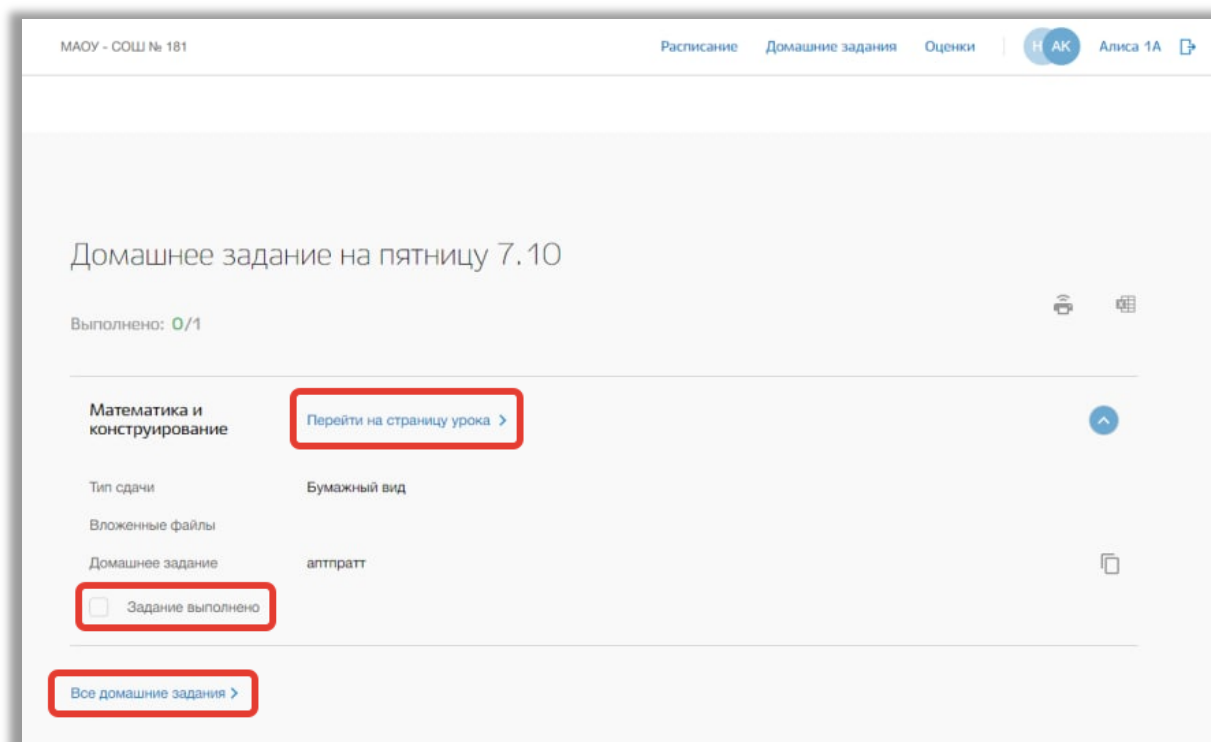 МАОУ - СОШ № 181
Расписание Домашние задания Оценки Н АК Алиса 1А
Домашнее задание на пятницу 7.10
Выполнено: 0/1
Математика и
конструирование
Перейти на страницу урока
Тип сдачи Бумажный вид
Вложенные файлы
Домашнее задание аптпратт
Задание выполнено
Все домашние задания